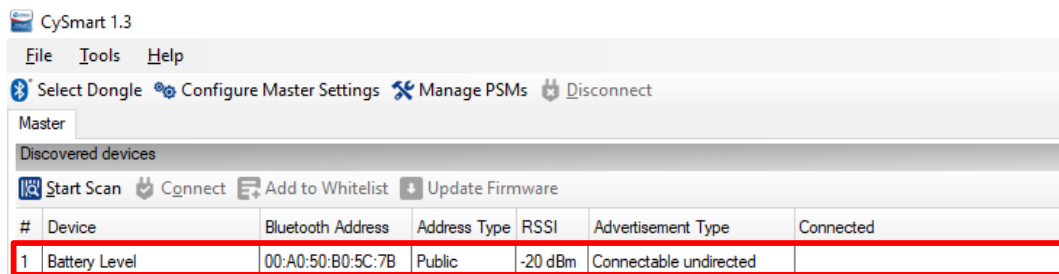 CySmart 1.3
File Tools Help
Select Dongle Configure Master Settings Manage PSMs Disconnect
Master
Discovered devices
Start Scan Connect Add to Whitelist Update Firmware
# Device Bluetooth Address Address Type RSSI Advertisement Type Connected
1 Battery Level 00:A0:50:B0:5C:7B Public -20 dBm Connectable undirected